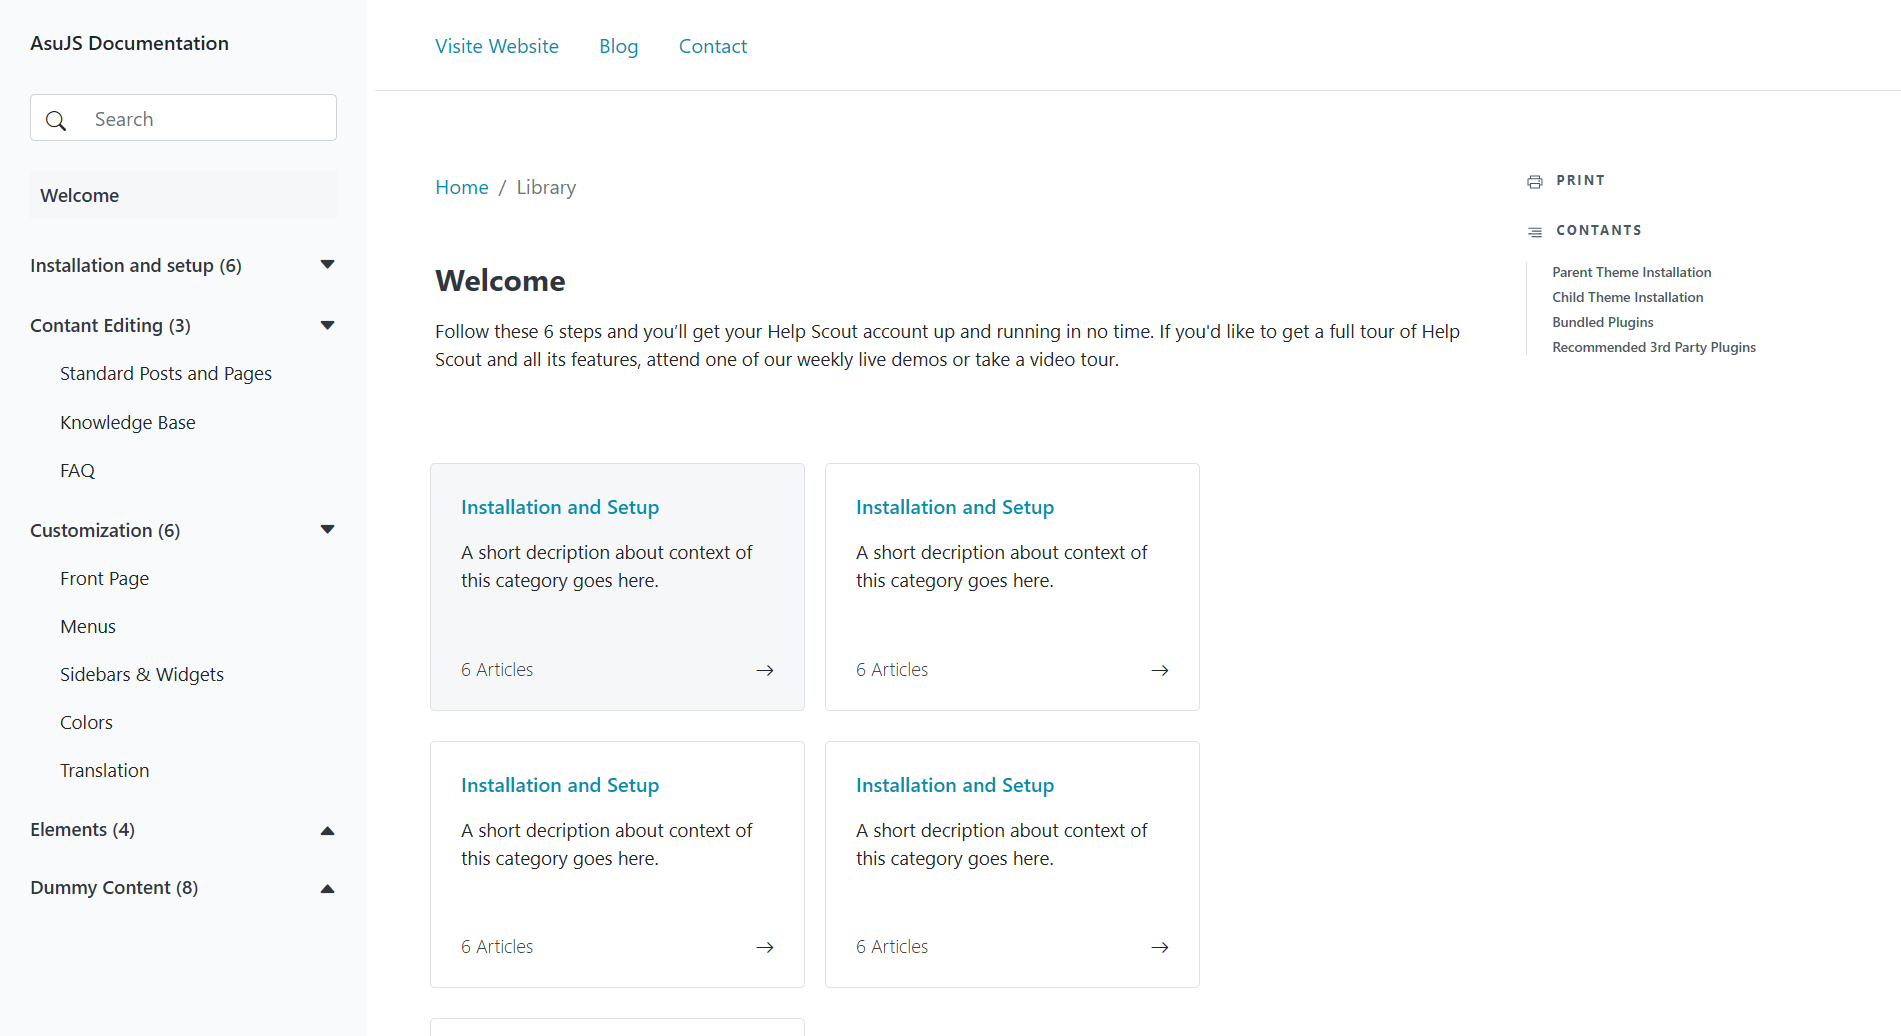 AsuJS Documentation
Search
Welcome
Installation and setup (6)
Contant Editing (3)
Standard Posts and Pages
Knowledge Base
FAQ
Customization (6)
Front Page
Menus
Sidebars & Widgets
Colors
Translation
Elements (4)
Dummy Content (8)
Visite Website Blog Contact
Home / Library
Welcome
Follow these 6 steps and you’ll get your Help Scout account up and running in no time. If you'd like to get a full tour of Help
Scout and all its features, attend one of our weekly live demos or take a video tour.
Installation and Setup
A short decription about context of
this category goes here.
6 Articles
Installation and Setup
A short decription about context of
this category goes here.
6 Articles
Installation and Setup
A short decription about context of
this category goes here.
6 Articles
Installation and Setup
A short decription about context of
this category goes here.
6 Articles
PRINT
CONTANTS
Parent Theme Installation
Child Theme Installation
Bundled Plugins
Recommended 3rd Party Plugins